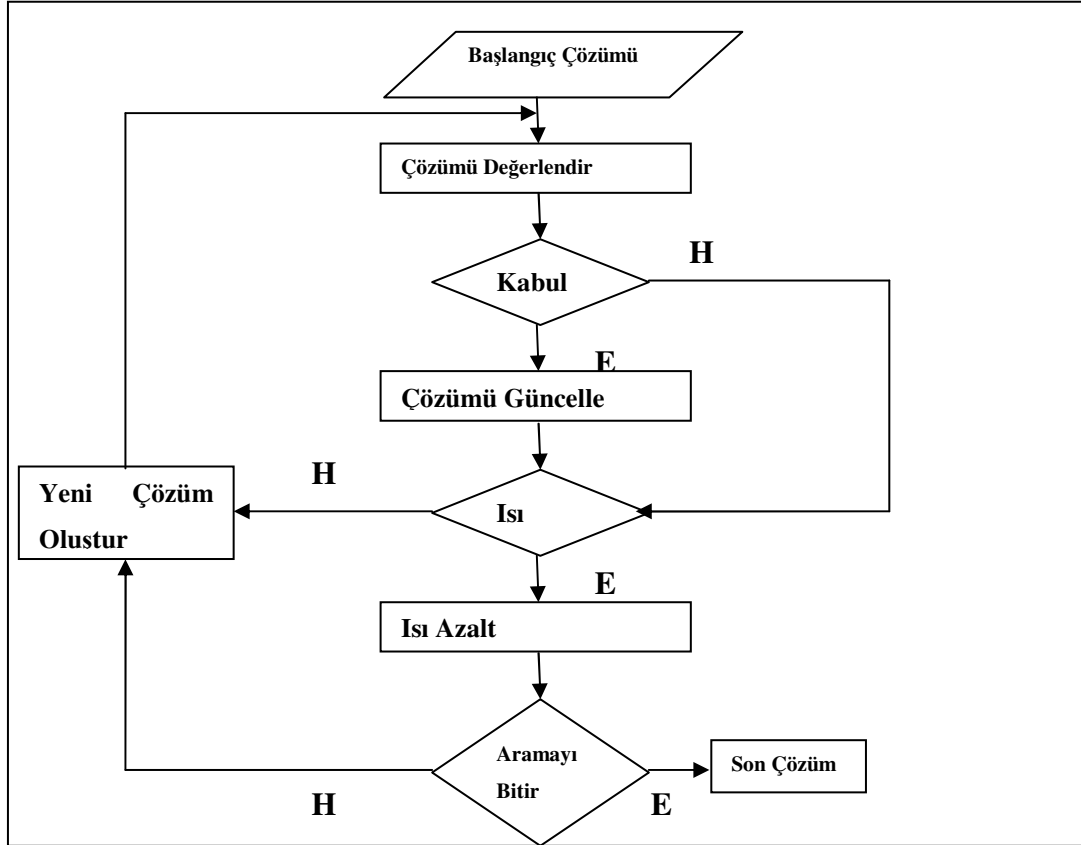 Başlangıç Çözümü
Çözümü Değerlendir
Kabul
H
E
Çözümü Güncelle
H
Isı
Yeni Çözüm
Olustur
E
Isı Azalt
Aramayı
Bitir
H
E
Son Çözüm